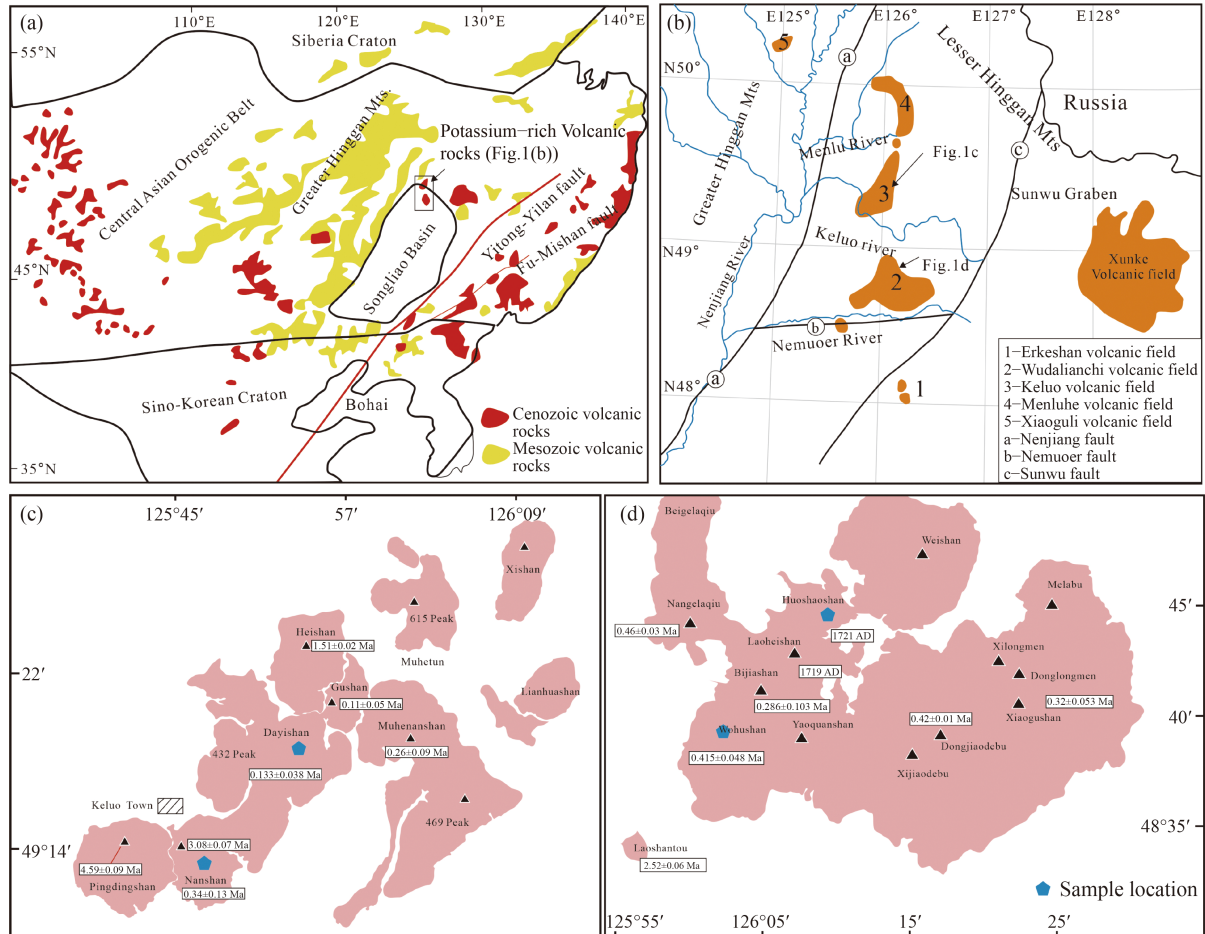 (a)
110°E
120°E
130°E
140°E
55°N
45°N
35°N
Siberia Craton
Central Asian Orogenic Belt
Greater Hinggan Mts.
Potassium−rich Volcanic
rocks (Fig.1(b))
Songliao Basin
Yitong-Yilan fault
Fu-Mishan fault
Sino-Korean Craton
Bohai
Cenozoic volcanic
rocks
Mesozoic volcanic
rocks
(b)
E125°
E126°
E127°
E128°
N50°
N49°
N48°
5
a
4
Greater Hinggan Mts
Lesser Hinggan Mts
Russia
Menlu River
Fig.1c
c
3
Sunwu Graben
Keluo river
Xunke
Volcanic field
Fig.1d
2
Nenjiang River
b
Nemuoer River
a
1
1−Erkeshan volcanic field
2−Wudalianchi volcanic field
3−Keluo volcanic field
4−Menluhe volcanic field
5−Xiaoguli volcanic field
a−Nenjiang fault
b−Nemuoer fault
c−Sunwu fault
(c)
125°45′
57′
126°09′
22′
49°14′
Xishan
615 Peak
Muhetun
Heishan
1.51±0.02 Ma
Gushan
0.11±0.05 Ma
Lianhuashan
Dayishan
432 Peak
0.133±0.038 Ma
Muhenanshan
0.26±0.09 Ma
Keluo Town
469 Peak
3.08±0.07 Ma
4.59±0.09 Ma
Pingdingshan
Nanshan
0.34±0.13 Ma
(d)
Beigelaqiu
Weishan
Melabu
Nangelaqiu
0.46±0.03 Ma
Huoshaoshan
1721 AD
Laoheishan
1719 AD
Xilongmen
Donglongmen
Bijiashan
0.286±0.103 Ma
0.32±0.053 Ma
Xiaogushan
0.42±0.01 Ma
Wohushan
Yaoquanshan
Dongjiaodebu
0.415±0.048 Ma
Xijiaodebu
Laoshantou
2.52±0.06 Ma
45′
40′
48°35′
Sample location
125°55′
126°05′
15′
25′